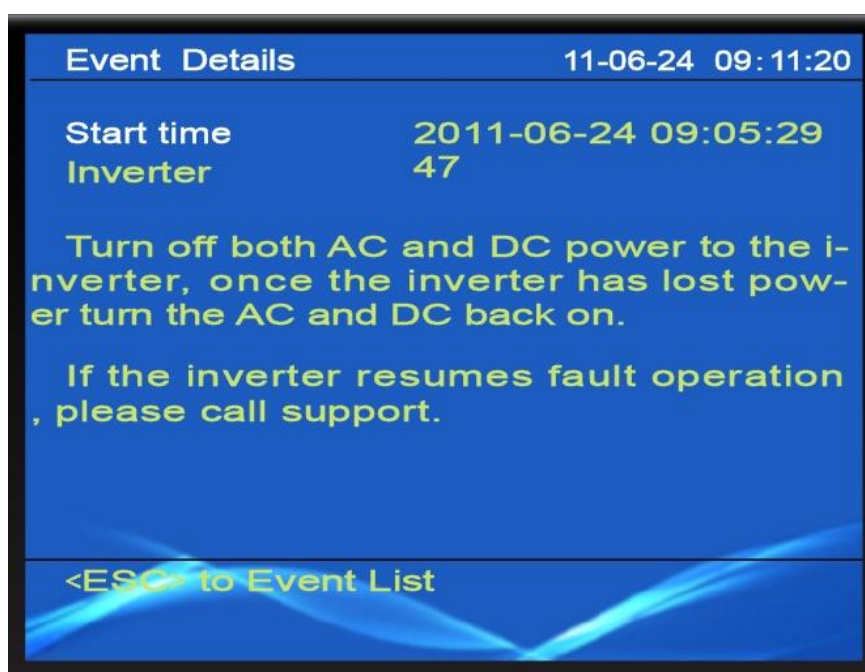 Event Details 11-06-24 09:11:20
Start time 2011-06-24 09:05:29
Inverter 47
Turn off both AC and DC power to the i-
nverter, once the inverter has lost pow-
er turn the AC and DC back on.
If the inverter resumes fault operation
, please call support.
<ESC> to Event List